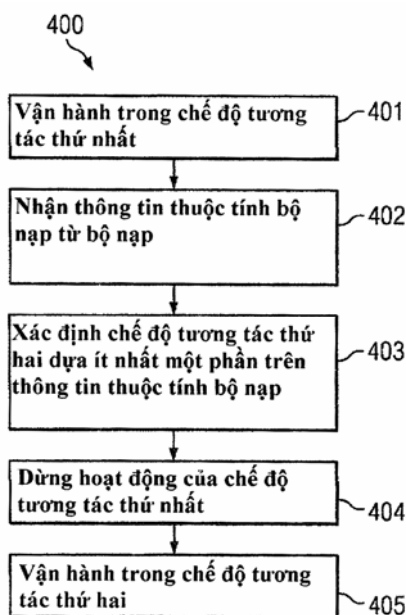 400
Vận hành trong chế độ tương
tác thứ nhất
401
Nhận thông tin thuộc tính bộ
nạp từ bộ nạp
402
Xác định chế độ tương tác thứ
hai dựa ít nhất một phần trên
thông tin thuộc tính bộ nạp
403
Dừng hoạt động của chế độ
tương tác thứ nhất
404
Vận hành trong chế độ tương
tác thứ hai
405